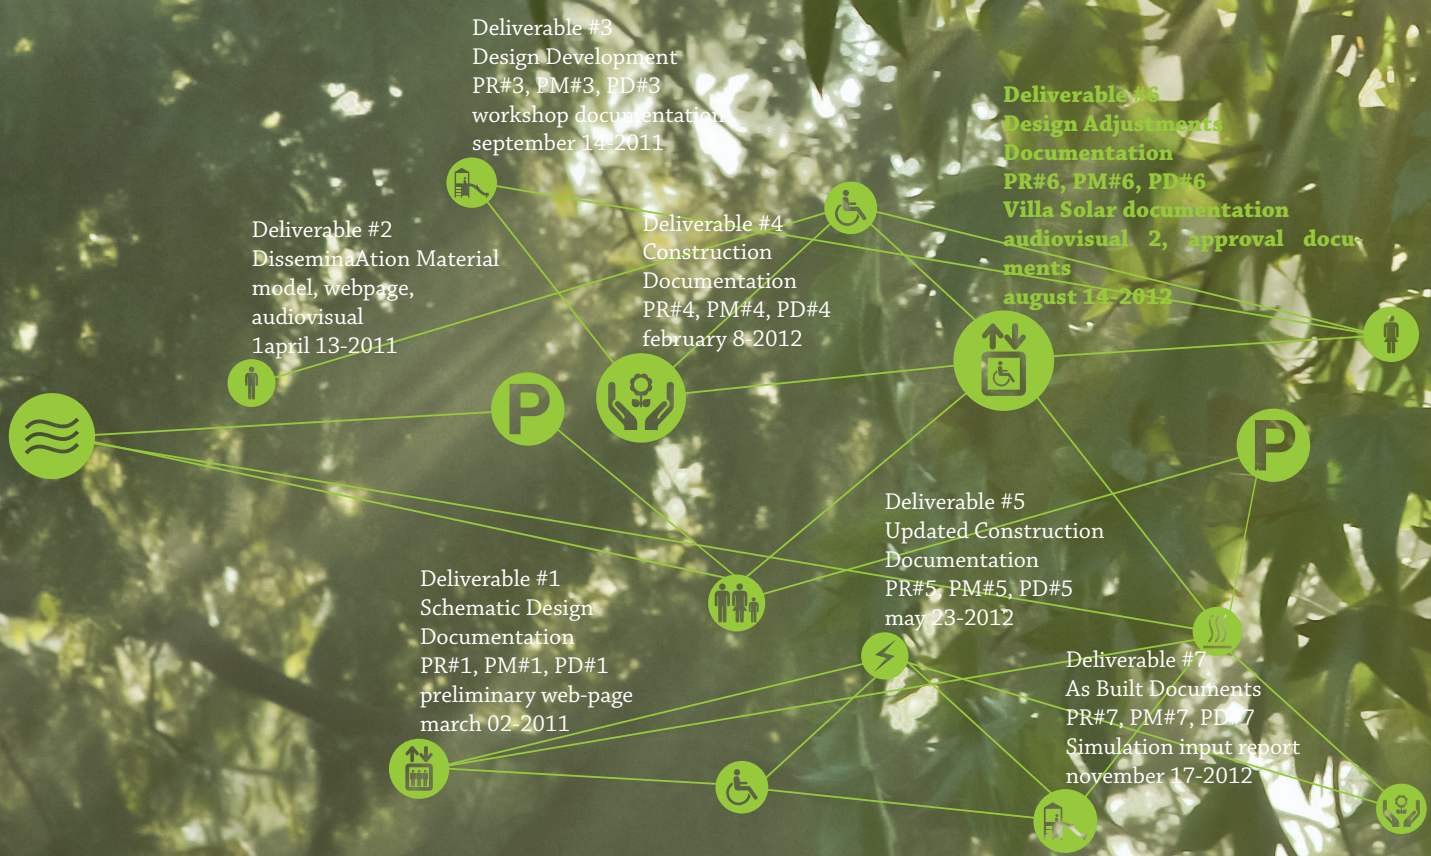 Deliverable #3
Design Development
PR#3, PM#3, PD#3
workshop documentation
september 14-2011
Deliverable #6
Design Adjustments
Documentation
PR#6, PM#6, PD#6
Villa Solar documentation
audiovisual 2, approval docu-
ments
august 14-2012
Deliverable #2
DisseminaAtion Material
model, webpage,
audiovisual
1april 13-2011
Deliverable #4
Construction
Documentation
PR#4, PM#4, PD#4
february 8-2012
P
P
Deliverable #5
Updated Construction
Documentation
PR#5, PM#5, PD#5
may 23-2012
Deliverable #1
Schematic Design
Documentation
PR#1, PM#1, PD#1
preliminary web-page
march 02-2011
Deliverable #7
As Built Documents
PR#7, PM#7, PD#7
Simulation input report
november 17-2012